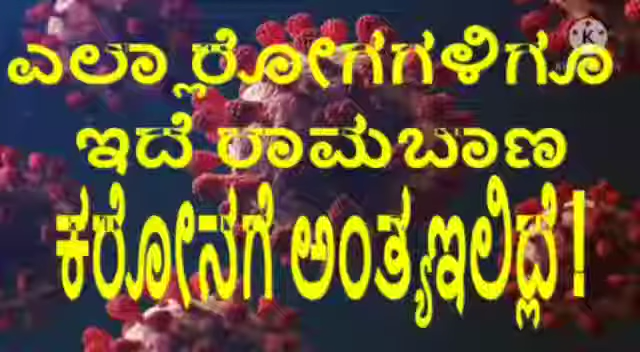 ಎಲ್ಲಾ ರೋಗಗಳಿಗೂ
ಇದೆ ರಾಮಬಾಣ
ಕರೋನಗೆ ಅಂತ್ಯಇಲಿದ್ಲೆ!